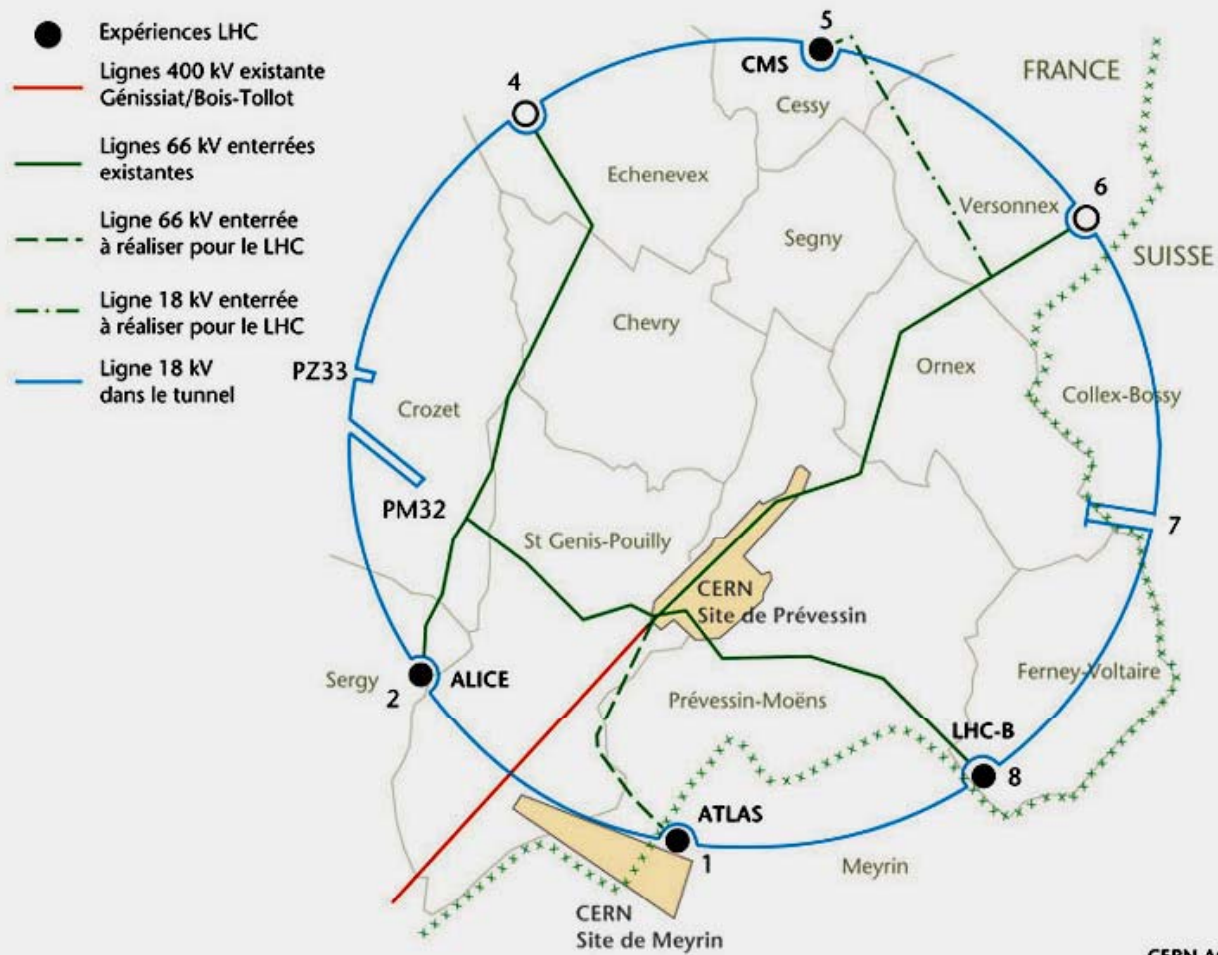 Expériences LHC
Lignes 400 kV existante
Génissiat/Bois-Tollot
Lignes 66 kV enterrées
existantes
Ligne 66 kV enterrée
à réaliser pour le LHC
Ligne 18 kV enterrée
à réaliser pour le LHC
Ligne 18 kV
dans le tunnel
5
CMS
Cessy
FRANCE
4
Echenevex
Versonnex
6
Segny
SUISSE
Chevry
PZ33
Crozet
Ornex
Collex-Bossy
PM32
St Genis-Pouilly
7
CERN
Site de Prévessin
Sergy
2
ALICE
Prévessin-Moëns
Ferney-Voltaire
LHC-B
8
ATLAS
1
Meyrin
CERN
Site de Meyrin
CERN